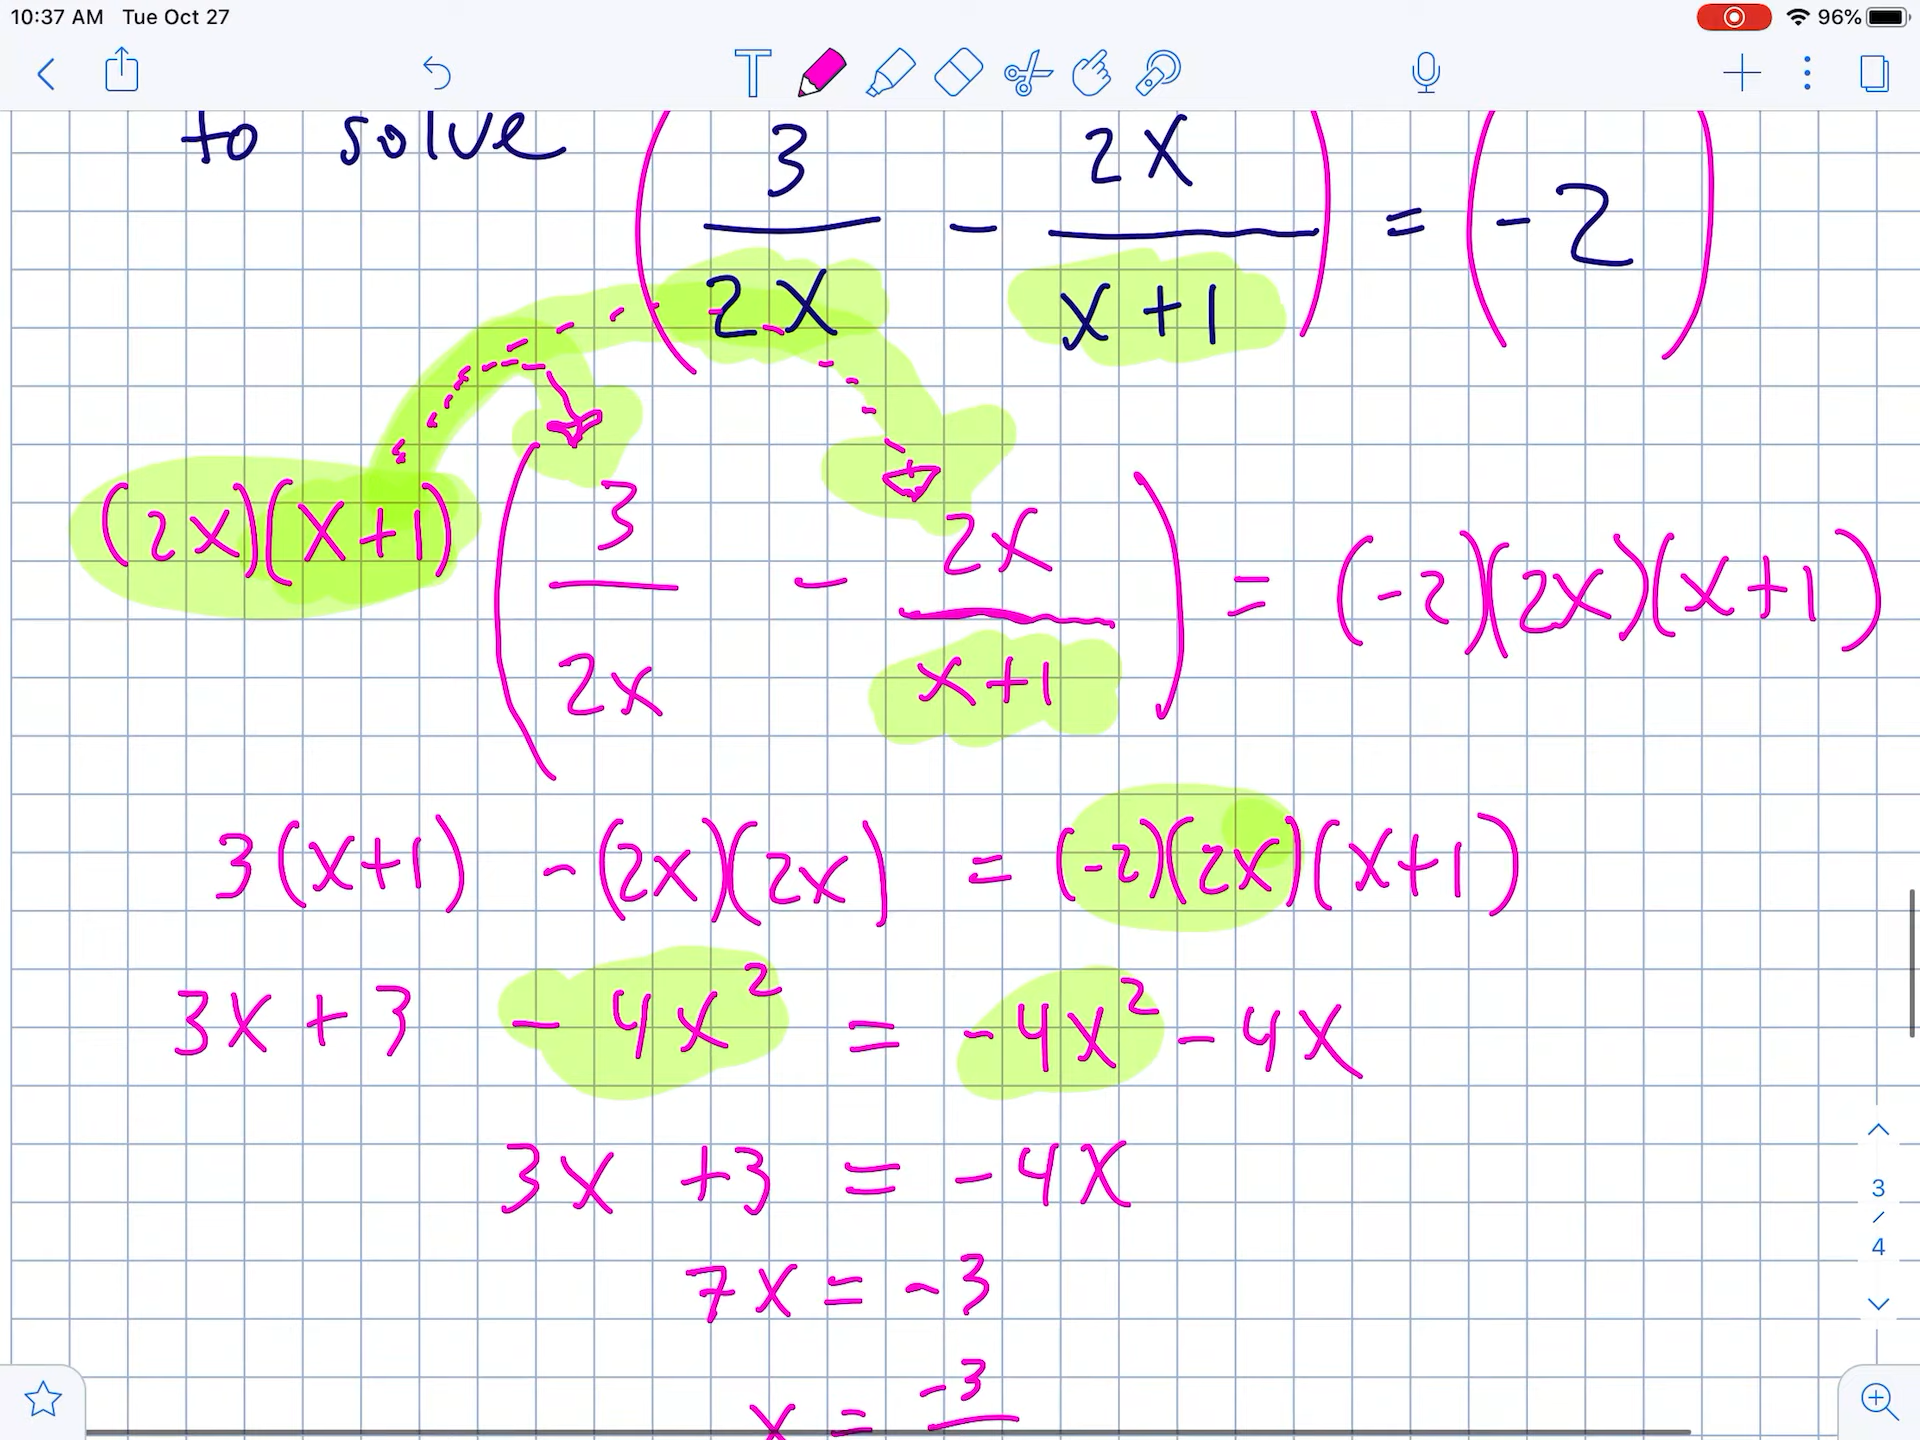 10:37 AM Tue Oct 27 96%
T
to solve (3/2x - 2x/x+1) = (-2)
(2x)(x+1) (3/2x - 2x/x+1) = (-2)(2x)(x+1)
3(x+1) - (2x)(2x) = (-2)(2x)(x+1)
3x + 3 - 4x² = -4x² - 4x
3x + 3 = -4x
7x = -3
x = -3
3 / 4